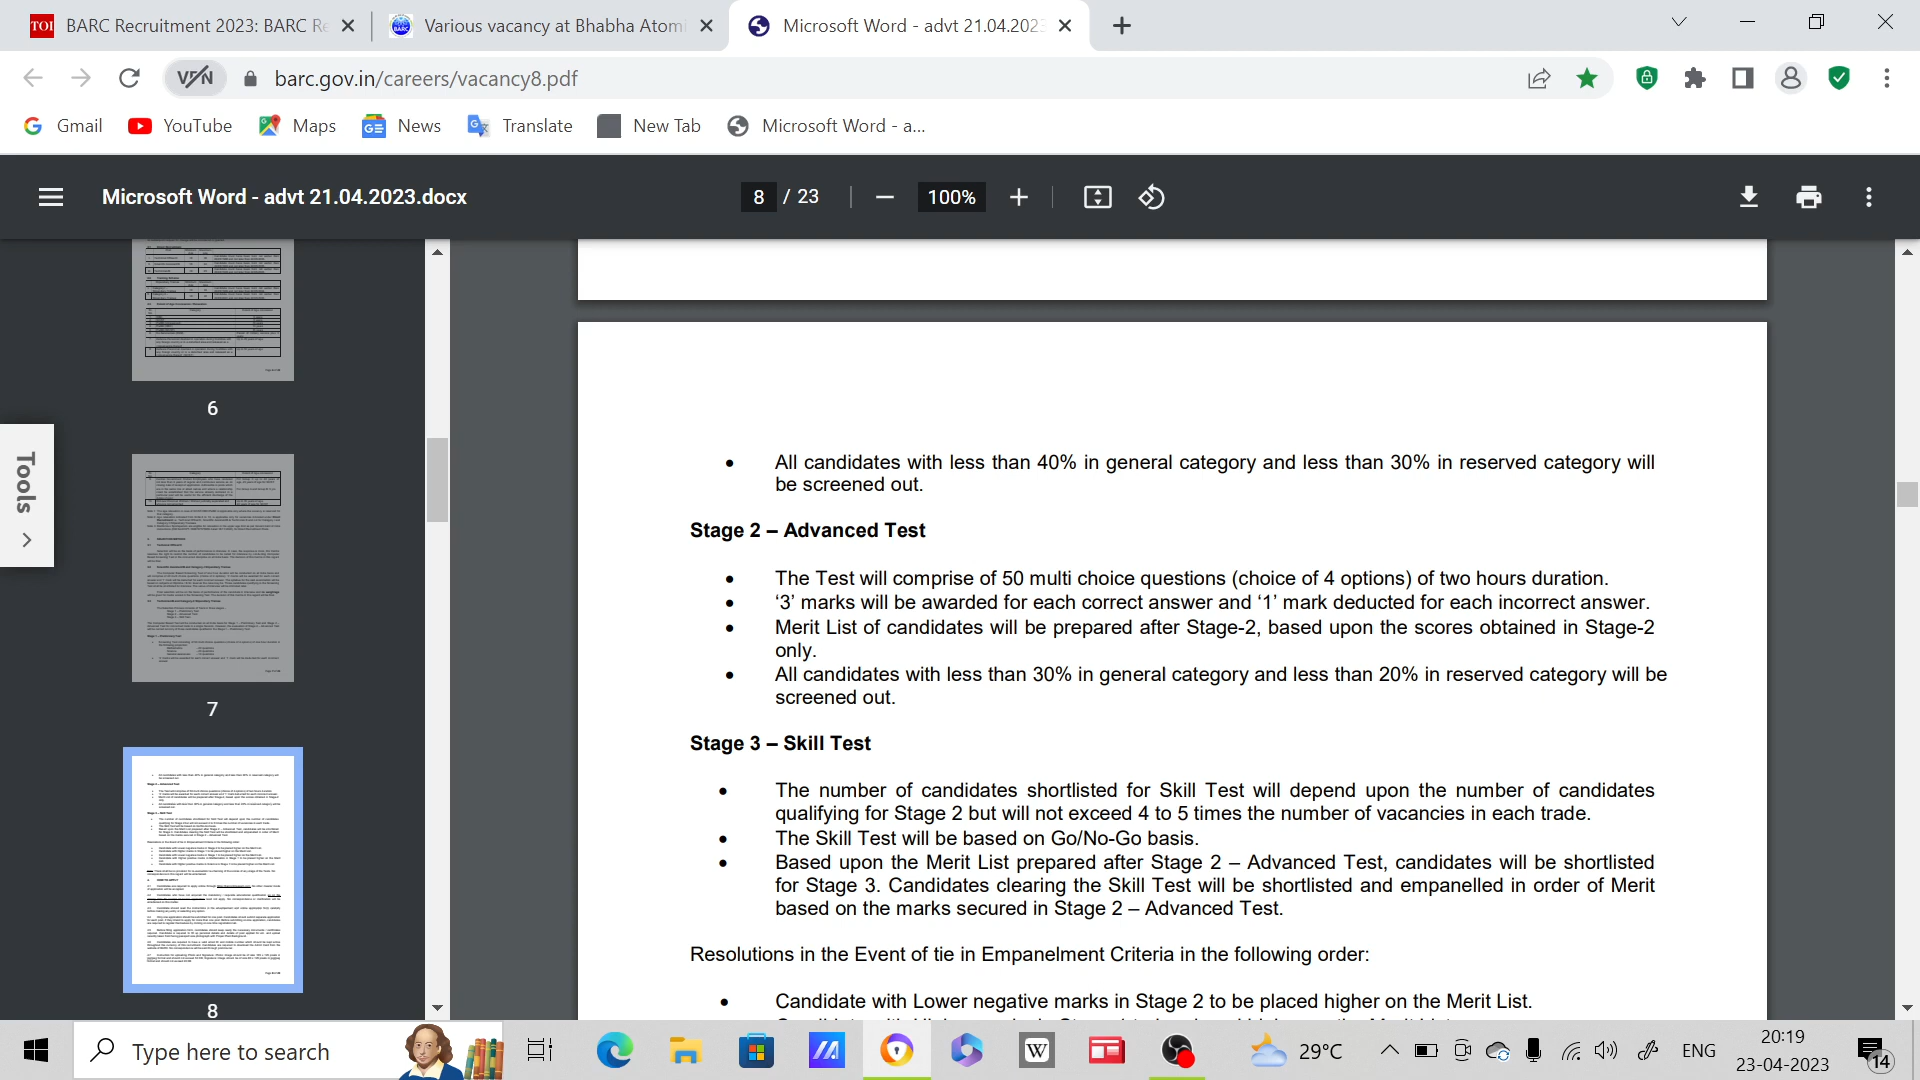 TOI BARC Recruitment 2023: BARC Re
Various vacancy at Bhabha Atomi
Microsoft Word - advt 21.04.2023
VPN
barc.gov.in/careers/vacancy8.pdf
Gmail YouTube Maps News Translate New Tab Microsoft Word - a...
Microsoft Word - advt 21.04.2023.docx
8 / 23
100%
6
7
8
Tools
• All candidates with less than 40% in general category and less than 30% in reserved category will
be screened out.
Stage 2 – Advanced Test
• The Test will comprise of 50 multi choice questions (choice of 4 options) of two hours duration.
• ‘3’ marks will be awarded for each correct answer and ‘1’ mark deducted for each incorrect answer.
• Merit List of candidates will be prepared after Stage-2, based upon the scores obtained in Stage-2
only.
• All candidates with less than 30% in general category and less than 20% in reserved category will be
screened out.
Stage 3 – Skill Test
• The number of candidates shortlisted for Skill Test will depend upon the number of candidates
qualifying for Stage 2 but will not exceed 4 to 5 times the number of vacancies in each trade.
• The Skill Test will be based on Go/No-Go basis.
• Based upon the Merit List prepared after Stage 2 – Advanced Test, candidates will be shortlisted
for Stage 3. Candidates clearing the Skill Test will be shortlisted and empanelled in order of Merit
based on the marks secured in Stage 2 – Advanced Test.
Resolutions in the Event of tie in Empanelment Criteria in the following order:
• Candidate with Lower negative marks in Stage 2 to be placed higher on the Merit List.
Type here to search
29°C
ENG
20:19
23-04-2023
14